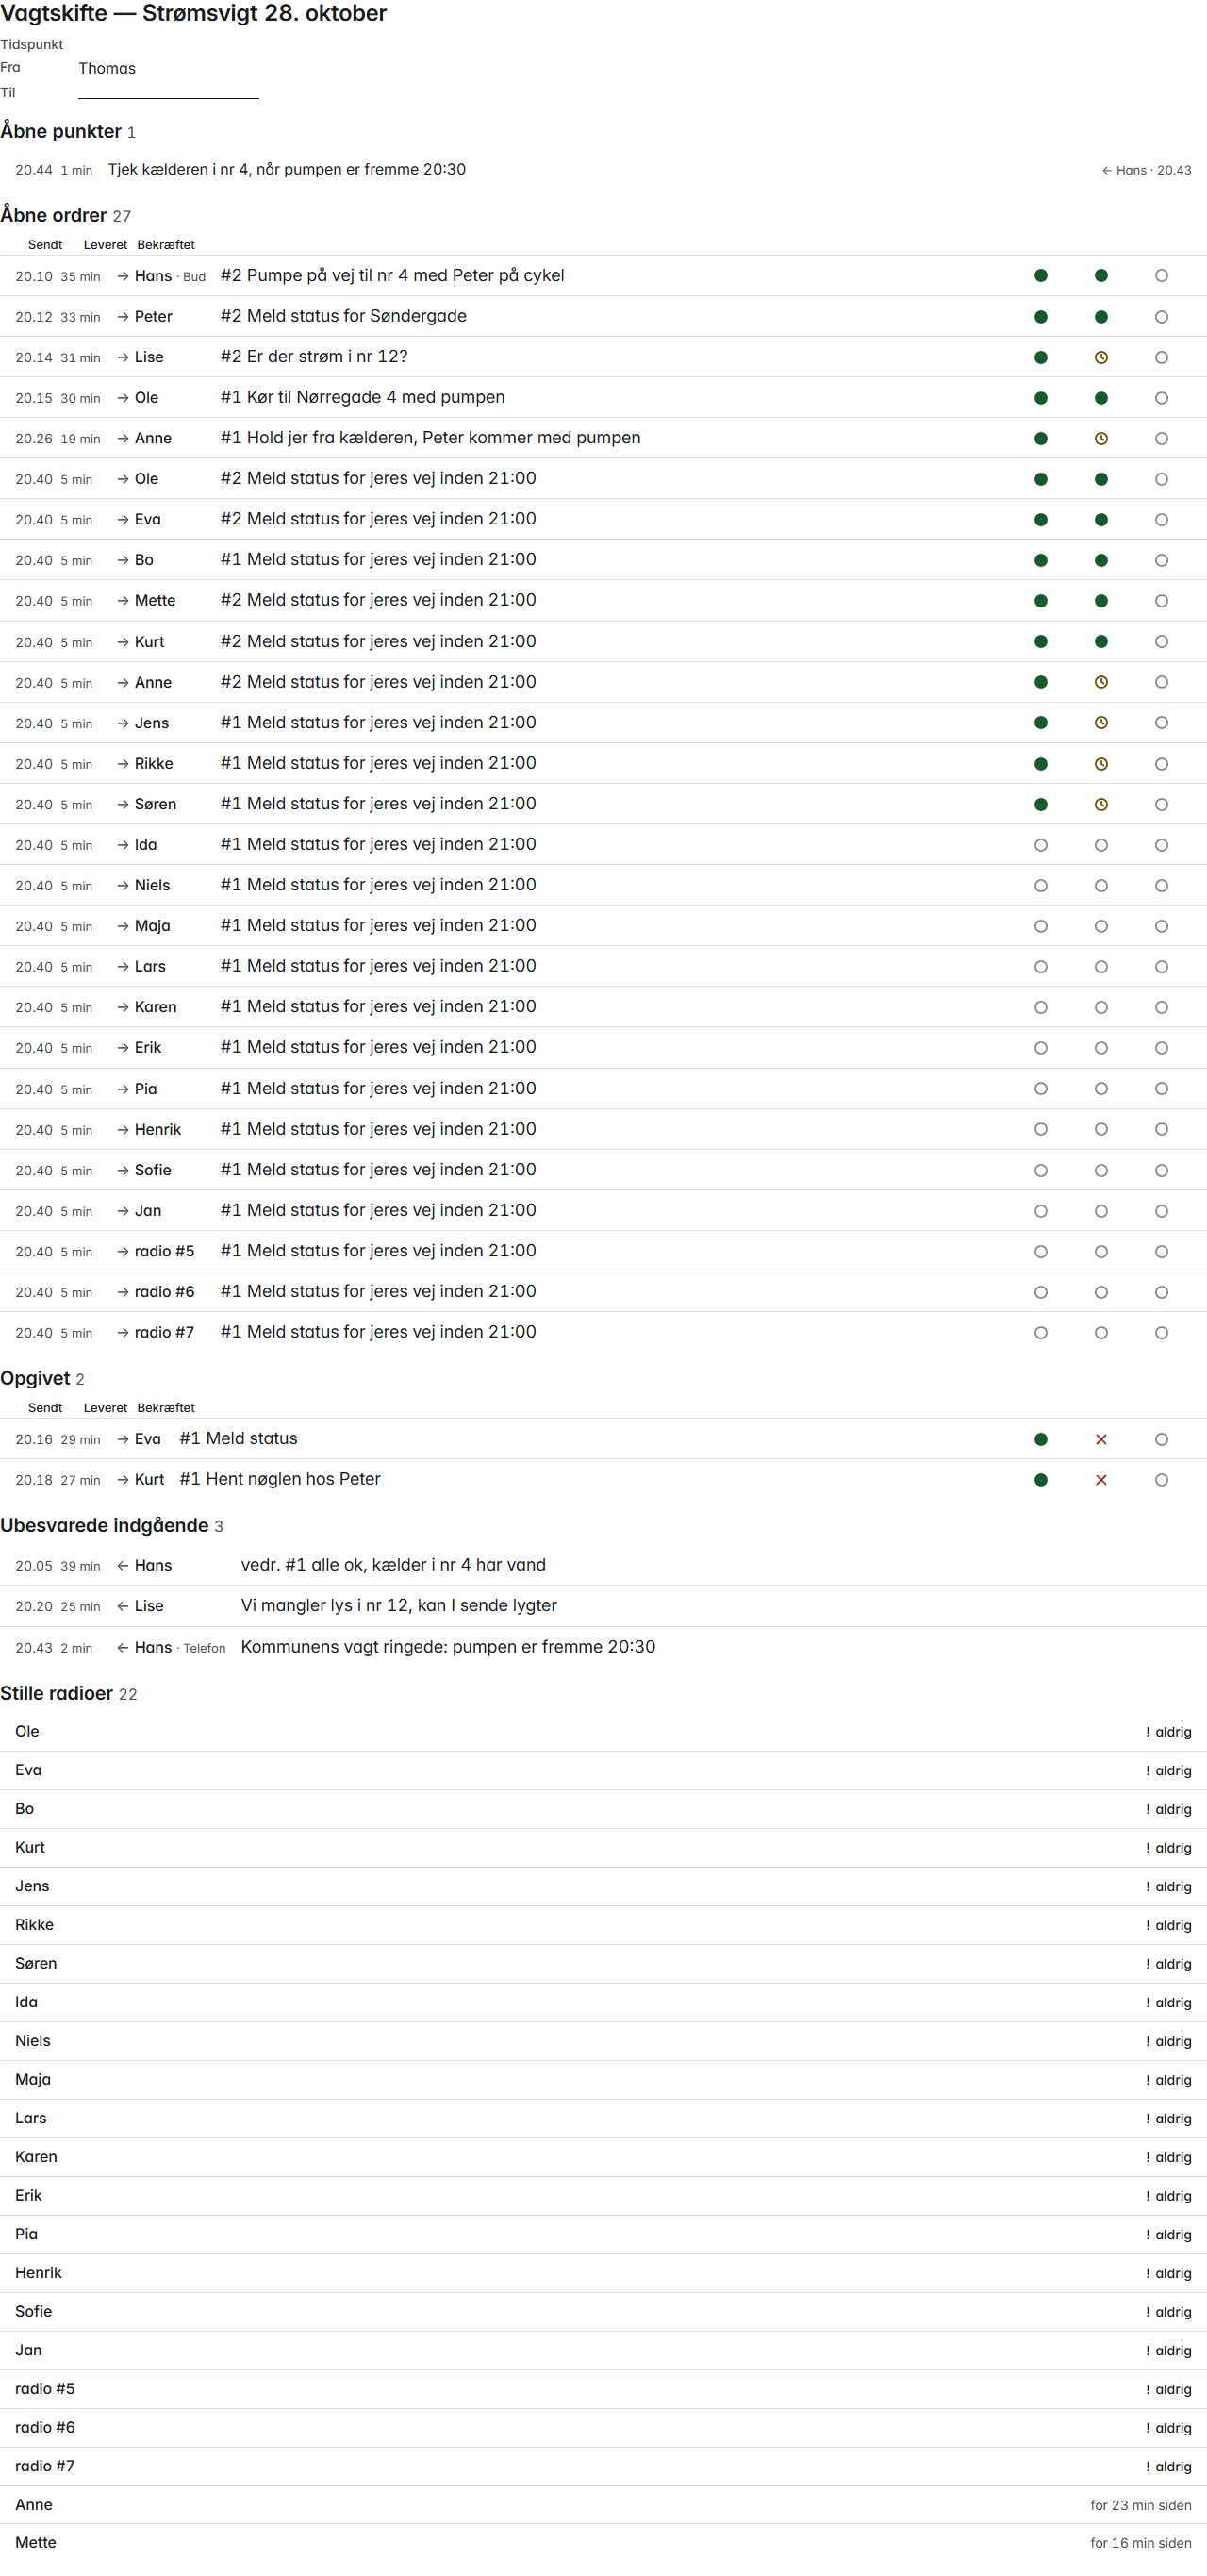 Vagtskifte — Strømsvigt 28. oktober
Tidspunkt
Fra Thomas
Til
Åbne punkter 1
20.44 1 min Tjek kælderen i nr 4, når pumpen er fremme 20:30 ← Hans · 20.43
Åbne ordrer 27
Sendt Leveret Bekræftet
20.10 35 min → Hans · Bud #2 Pumpe på vej til nr 4 med Peter på cykel
20.12 33 min → Peter #2 Meld status for Søndergade
20.14 31 min → Lise #2 Er der strøm i nr 12?
20.15 30 min → Ole #1 Kør til Nørregade 4 med pumpen
20.26 19 min → Anne #1 Hold jer fra kælderen, Peter kommer med pumpen
20.40 5 min → Ole #2 Meld status for jeres vej inden 21:00
20.40 5 min → Eva #2 Meld status for jeres vej inden 21:00
20.40 5 min → Bo #1 Meld status for jeres vej inden 21:00
20.40 5 min → Mette #2 Meld status for jeres vej inden 21:00
20.40 5 min → Kurt #2 Meld status for jeres vej inden 21:00
20.40 5 min → Anne #2 Meld status for jeres vej inden 21:00
20.40 5 min → Jens #1 Meld status for jeres vej inden 21:00
20.40 5 min → Rikke #1 Meld status for jeres vej inden 21:00
20.40 5 min → Søren #1 Meld status for jeres vej inden 21:00
20.40 5 min → Ida #1 Meld status for jeres vej inden 21:00
20.40 5 min → Niels #1 Meld status for jeres vej inden 21:00
20.40 5 min → Maja #1 Meld status for jeres vej inden 21:00
20.40 5 min → Lars #1 Meld status for jeres vej inden 21:00
20.40 5 min → Karen #1 Meld status for jeres vej inden 21:00
20.40 5 min → Erik #1 Meld status for jeres vej inden 21:00
20.40 5 min → Pia #1 Meld status for jeres vej inden 21:00
20.40 5 min → Henrik #1 Meld status for jeres vej inden 21:00
20.40 5 min → Sofie #1 Meld status for jeres vej inden 21:00
20.40 5 min → Jan #1 Meld status for jeres vej inden 21:00
20.40 5 min → radio #5 #1 Meld status for jeres vej inden 21:00
20.40 5 min → radio #6 #1 Meld status for jeres vej inden 21:00
20.40 5 min → radio #7 #1 Meld status for jeres vej inden 21:00
Opgivet 2
Sendt Leveret Bekræftet
20.16 29 min → Eva #1 Meld status
20.18 27 min → Kurt #1 Hent nøglen hos Peter
Ubesvarede indgående 3
20.05 39 min ← Hans vedr. #1 alle ok, kælder i nr 4 har vand
20.20 25 min ← Lise Vi mangler lys i nr 12, kan I sende lygter
20.43 2 min ← Hans · Telefon Kommunens vagt ringede: pumpen er fremme 20:30
Stille radioer 22
Ole ! aldrig
Eva ! aldrig
Bo ! aldrig
Kurt ! aldrig
Jens ! aldrig
Rikke ! aldrig
Søren ! aldrig
Ida ! aldrig
Niels ! aldrig
Maja ! aldrig
Lars ! aldrig
Karen ! aldrig
Erik ! aldrig
Pia ! aldrig
Henrik ! aldrig
Sofie ! aldrig
Jan ! aldrig
radio #5 ! aldrig
radio #6 ! aldrig
radio #7 ! aldrig
Anne for 23 min siden
Mette for 16 min siden